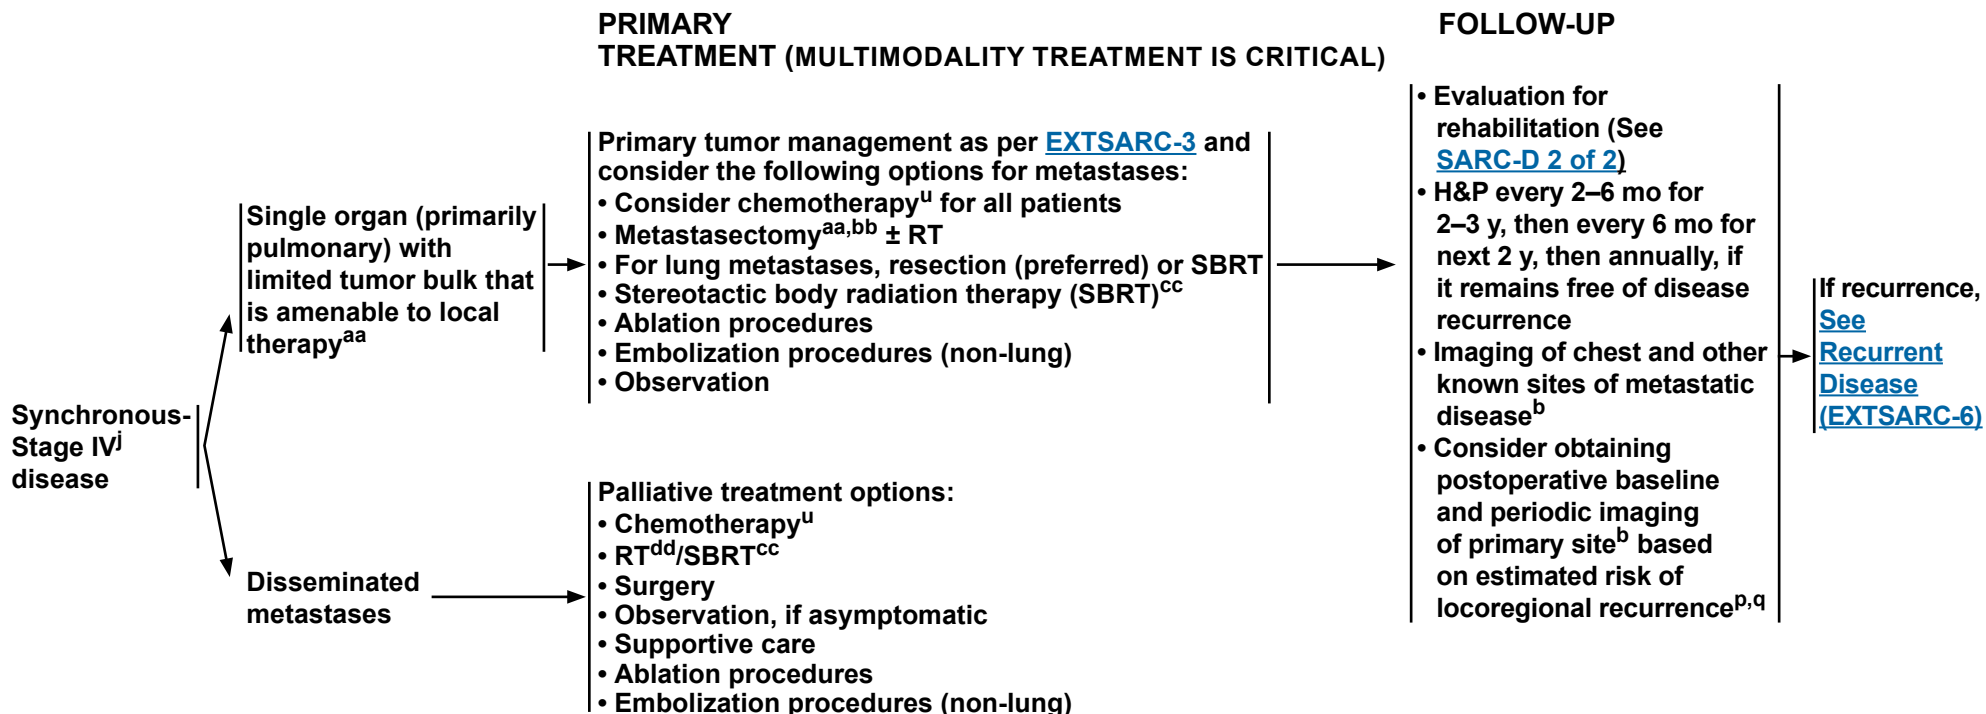 PRIMARY
TREATMENT (MULTIMODALITY TREATMENT IS CRITICAL)
FOLLOW-UP
Synchronous-
Stage IVj
disease
Single organ (primarily
pulmonary) with
limited tumor bulk that
is amenable to local
therapyaa
Primary tumor management as per EXTSARC-3 and
consider the following options for metastases:
• Consider chemotherapyu for all patients
• Metastasectomyaa,bb ± RT
• For lung metastases, resection (preferred) or SBRT
• Stereotactic body radiation therapy (SBRT)cc
• Ablation procedures
• Embolization procedures (non-lung)
• Observation
Disseminated
metastases
Palliative treatment options:
• Chemotherapyu
• RTdd/SBRTcc
• Surgery
• Observation, if asymptomatic
• Supportive care
• Ablation procedures
• Embolization procedures (non-lung)
• Evaluation for
rehabilitation (See
SARC-D 2 of 2)
• H&P every 2–6 mo for
2–3 y, then every 6 mo for
next 2 y, then annually, if
it remains free of disease
recurrence
• Imaging of chest and other
known sites of metastatic
diseaseb
• Consider obtaining
postoperative baseline
and periodic imaging
of primary siteb based
on estimated risk of
locoregional recurrencep,q
If recurrence,
See
Recurrent
Disease
(EXTSARC-6)